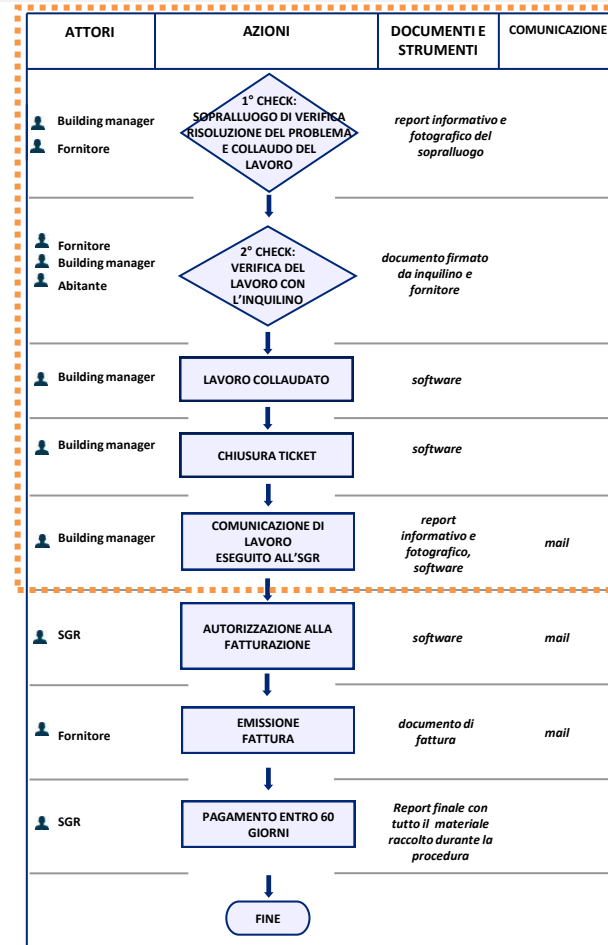 ATTORI
AZIONI
DOCUMENTI E
STRUMENTI
COMUNICAZIONE
Building manager
Fornitore
1° CHECK:
SOPRALLUOGO DI VERIFICA
RISOLUZIONE DEL PROBLEMA
E COLLAUDO DEL
LAVORO
report informativo e
fotografico del
sopralluogo
Fornitore
Building manager
Abitante
2° CHECK:
VERIFICA DEL
LAVORO CON
L'INQUILINO
documento firmato
da inquilino e
fornitore
Building manager
LAVORO COLLAUDATO
software
Building manager
CHIUSURA TICKET
software
Building manager
COMUNICAZIONE DI
LAVORO
ESEGUITO ALL'SGR
report
informativo e
fotografico,
software
mail
SGR
AUTORIZZAZIONE ALLA
FATTURAZIONE
software
mail
Fornitore
EMISSIONE
FATTURA
documento di
fattura
mail
SGR
PAGAMENTO ENTRO 60
GIORNI
Report finale con
tutto il materiale
raccolto durante la
procedura
FINE